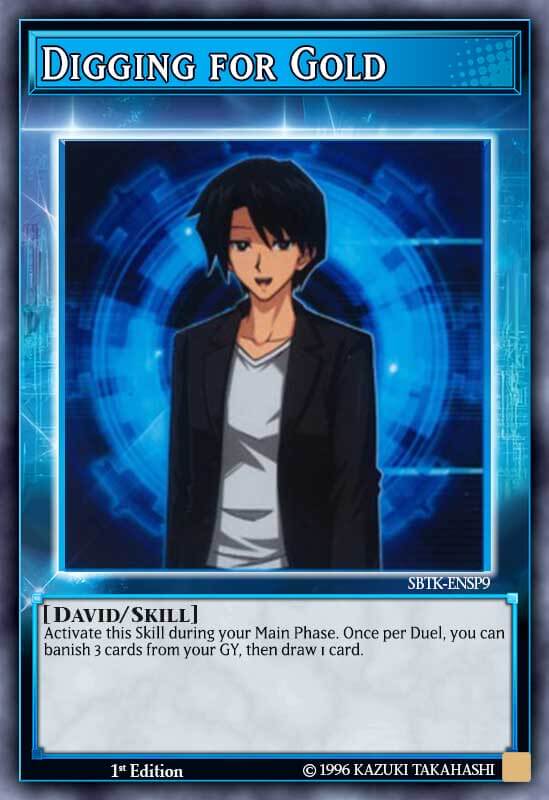 Digging for Gold
SBTK-ENSP9
[David/Skill]
Activate this Skill during your Main Phase. Once per Duel, you can
banish 3 cards from your GY, then draw 1 card.
1st Edition
© 1996 KAZUKI TAKAHASHI